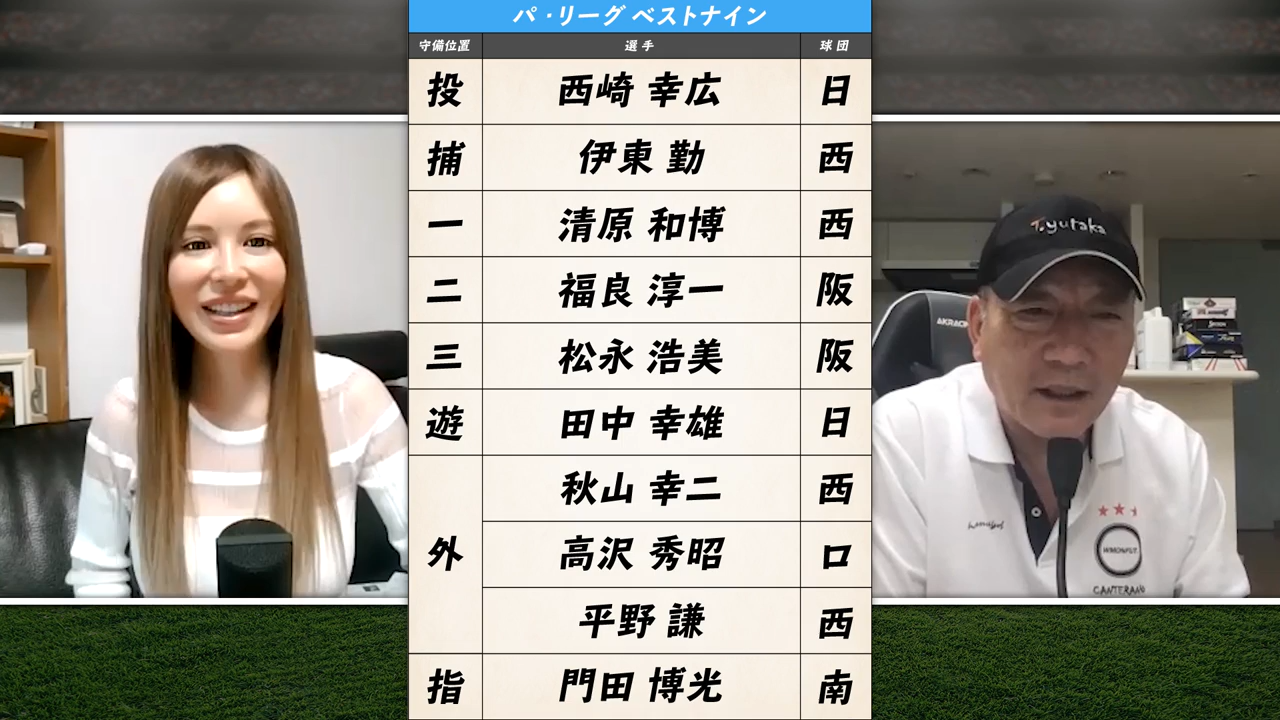 パ・リーグ ベストナイン
守備位置 選手 球団
投 西崎 幸広 日
捕 伊東 勤 西
一 清原 和博 西
二 福良 淳一 阪
三 松永 浩美 阪
遊 田中 幸雄 日
外 秋山 幸二 西
高沢 秀昭 ロ
平野 謙 西
指 門田 博光 南
T.yutaka
AKRACIN
WMONFUT
CANTERANO